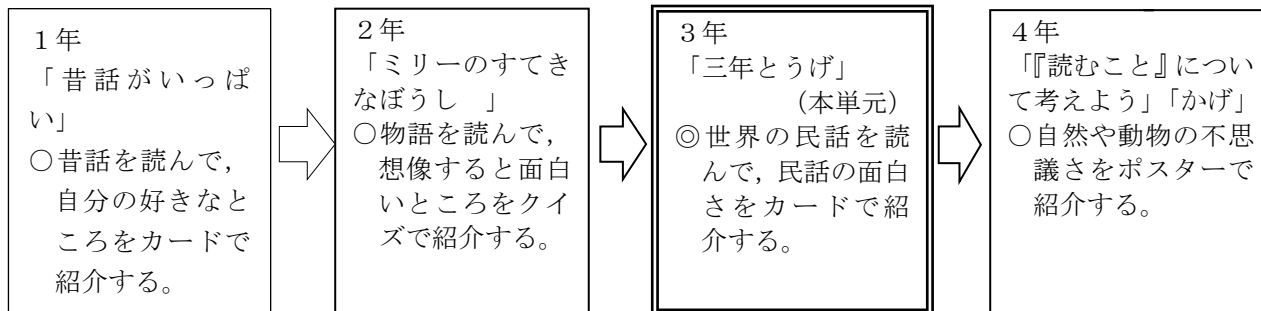 １年
「昔話がいっぱ
い」
○昔話を読んで，
自分の好きなと
ころをカードで
紹介する。
２年
「ミリーのすてき
なぼうし　」
○物語を読んで，
想像すると面白
いところをクイ
ズで紹介する。
３年
「三年とうげ」
（本単元）
◎世界の民話を読
んで，民話の面白
さをカードで紹
介する。
４年
「『読むこと』につい
て考えよう」「かげ」
○自然や動物の不思
議さをポスターで
紹介する。